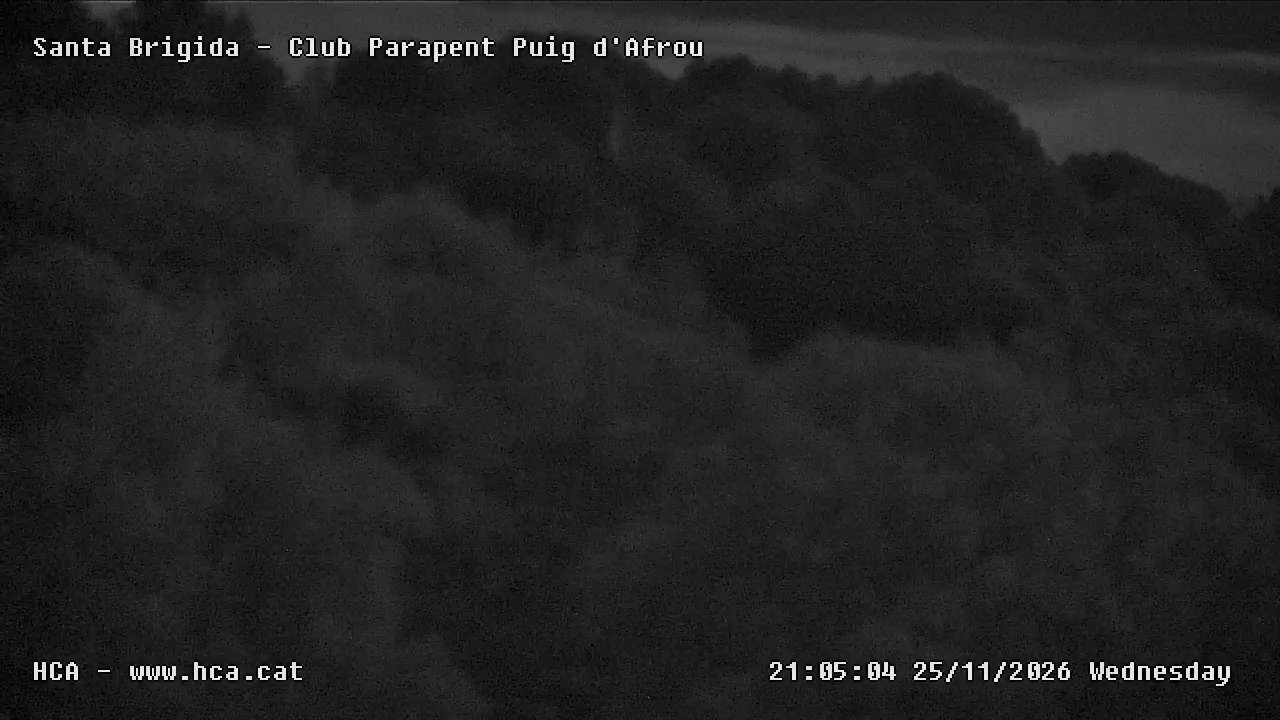 Santa Brigida - Club Parapent Puig d'Afrou
HCA - www.hca.cat
21:05:04 25/11/2026 Wednesday